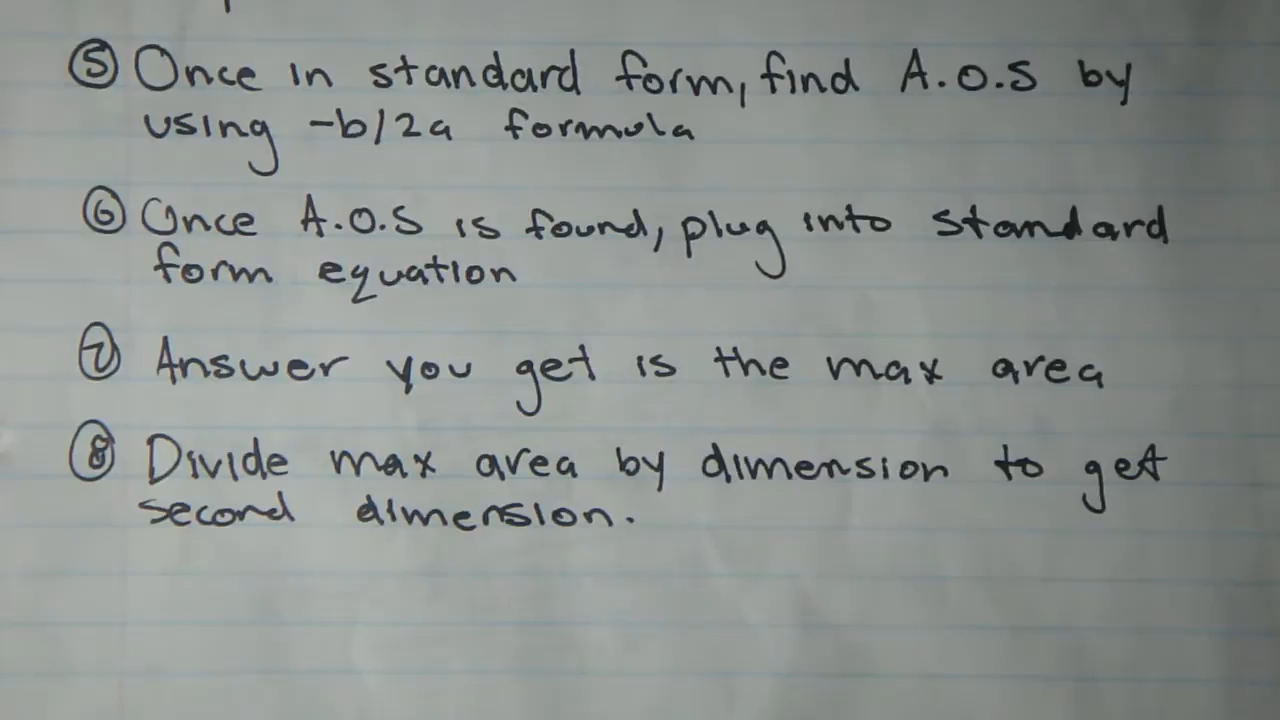 ⑤ Once in standard form, find A.O.S by
using -b/2a formula
⑥ Once A.O.S is found, plug into standard
form equation
⑦ Answer you get is the max area
⑧ Divide max area by dimension to get
second dimension.